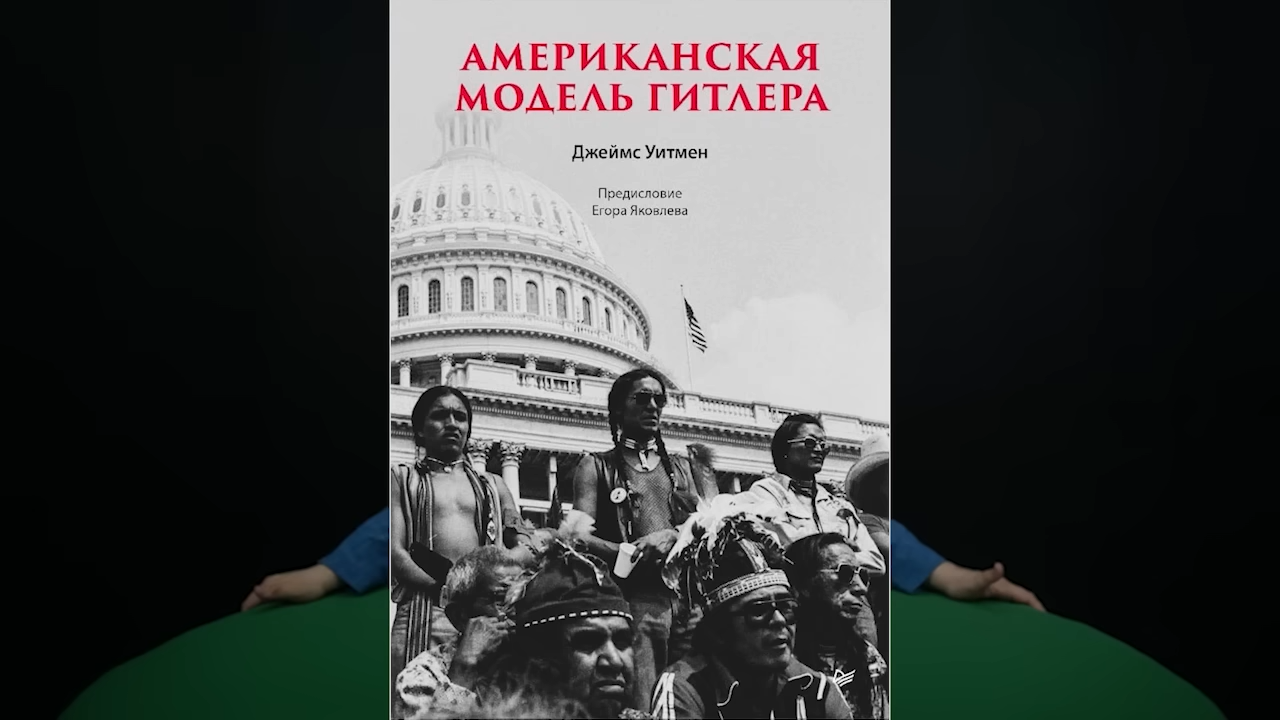 АМЕРИКАНСКАЯ
МОДЕЛЬ ГИТЛЕРА
Джеймс Уитмен
Предисловие
Егора Яковлева